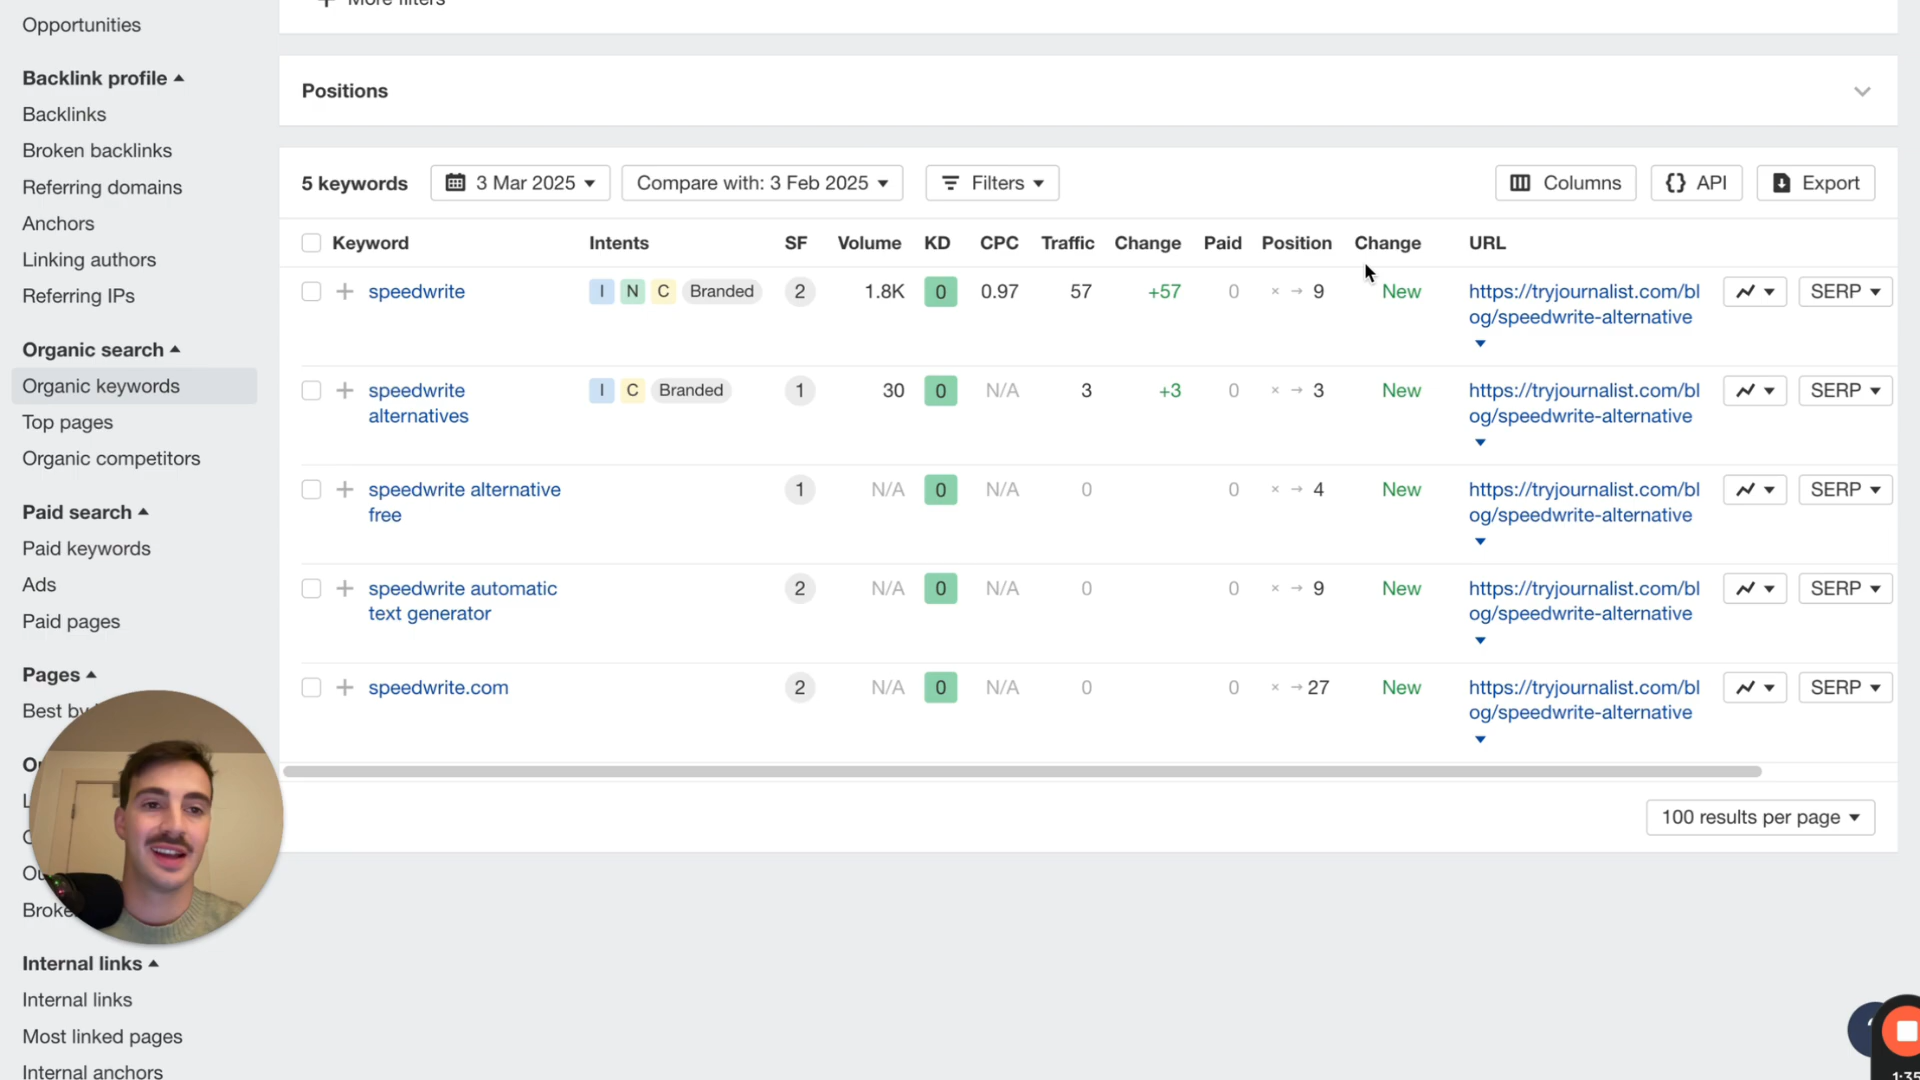 More filters
Opportunities
Backlink profile
Backlinks
Broken backlinks
Referring domains
Anchors
Linking authors
Referring IPs
Organic search
Organic keywords
Top pages
Organic competitors
Paid search
Paid keywords
Ads
Paid pages
Pages
Best by
Broke
Internal links
Internal links
Most linked pages
Internal anchors
Positions
5 keywords 3 Mar 2025 Compare with: 3 Feb 2025 Filters Columns API Export
Keyword Intents SF Volume KD CPC Traffic Change Paid Position Change URL
speedwrite I N C Branded 2 1.8K 0 0.97 57 +57 0 × → 9 New https://tryjournalist.com/bl SERP
og/speedwrite-alternative
speedwrite I C Branded 1 30 0 N/A 3 +3 0 × → 3 New https://tryjournalist.com/bl SERP
alternatives og/speedwrite-alternative
speedwrite alternative 1 N/A 0 N/A 0 0 × → 4 New https://tryjournalist.com/bl SERP
free og/speedwrite-alternative
speedwrite automatic 2 N/A 0 N/A 0 0 × → 9 New https://tryjournalist.com/bl SERP
text generator og/speedwrite-alternative
speedwrite.com 2 N/A 0 N/A 0 0 × → 27 New https://tryjournalist.com/bl SERP
og/speedwrite-alternative
100 results per page
1:35